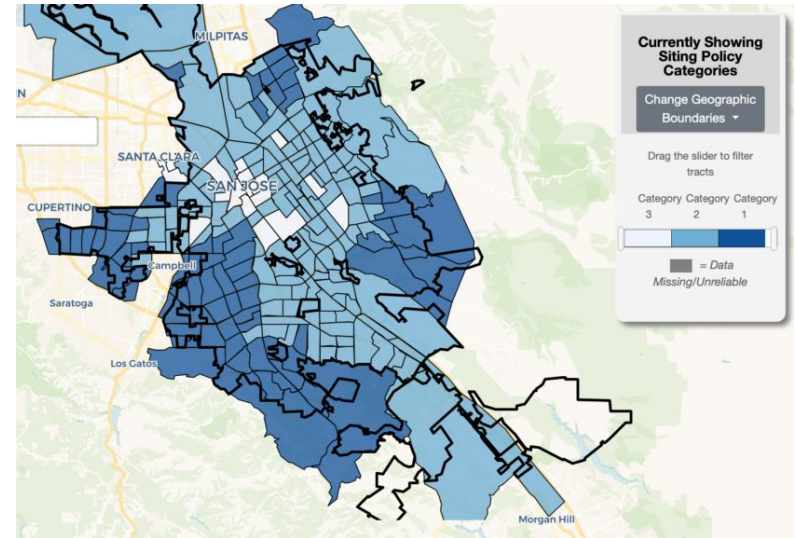 MILPITAS
N
SANTA CLARA
SAN JOSE
CUPERTINO
Campbell
Saratoga
Los Gatos
Morgan Hill
Currently Showing
Siting Policy
Categories
Change Geographic
Boundaries
Drag the slider to filter
tracts
Category Category Category
3 2 1
= Data
Missing/Unreliable